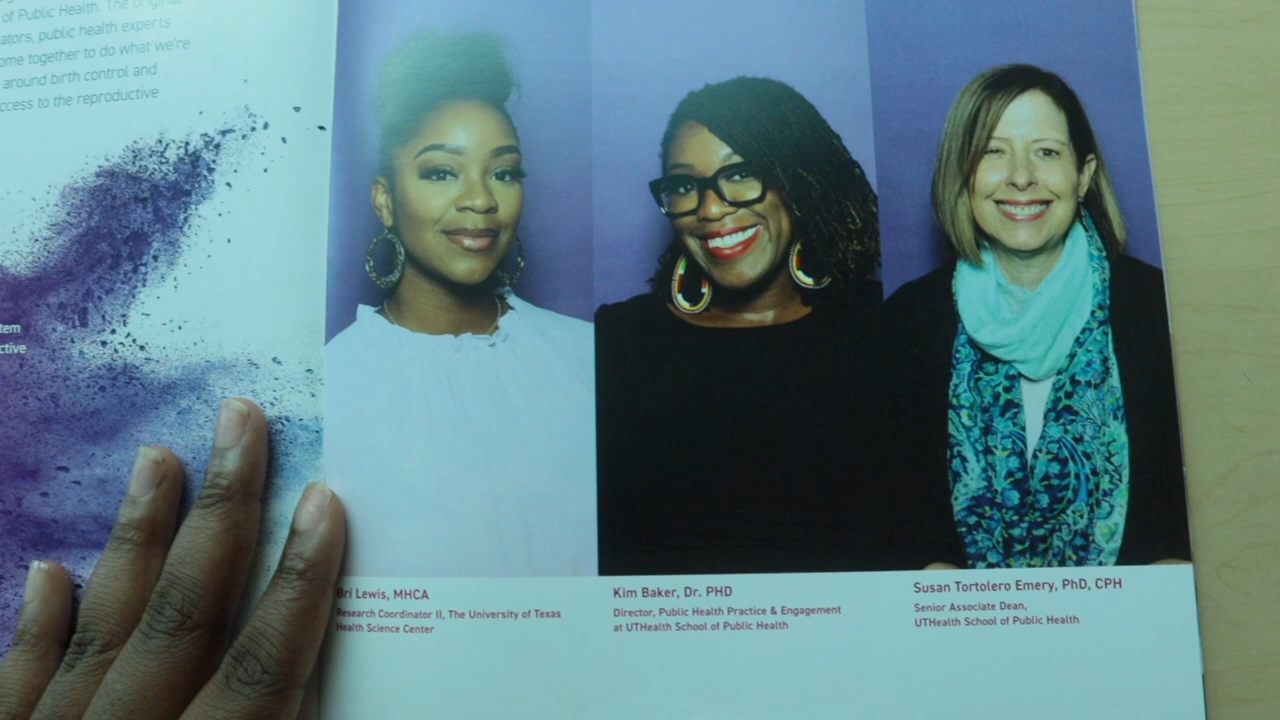 of Public Health. The original
ators, public health experts
ome together to do what we're
around birth control and
ccess to the reproductive
tem
ctive
Bri Lewis, MHCA
Research Coordinator II, The University of Texas
Health Science Center
Kim Baker, Dr. PHD
Director, Public Health Practice & Engagement
at UTHealth School of Public Health
Susan Tortolero Emery, PhD, CPH
Senior Associate Dean,
UTHealth School of Public Health